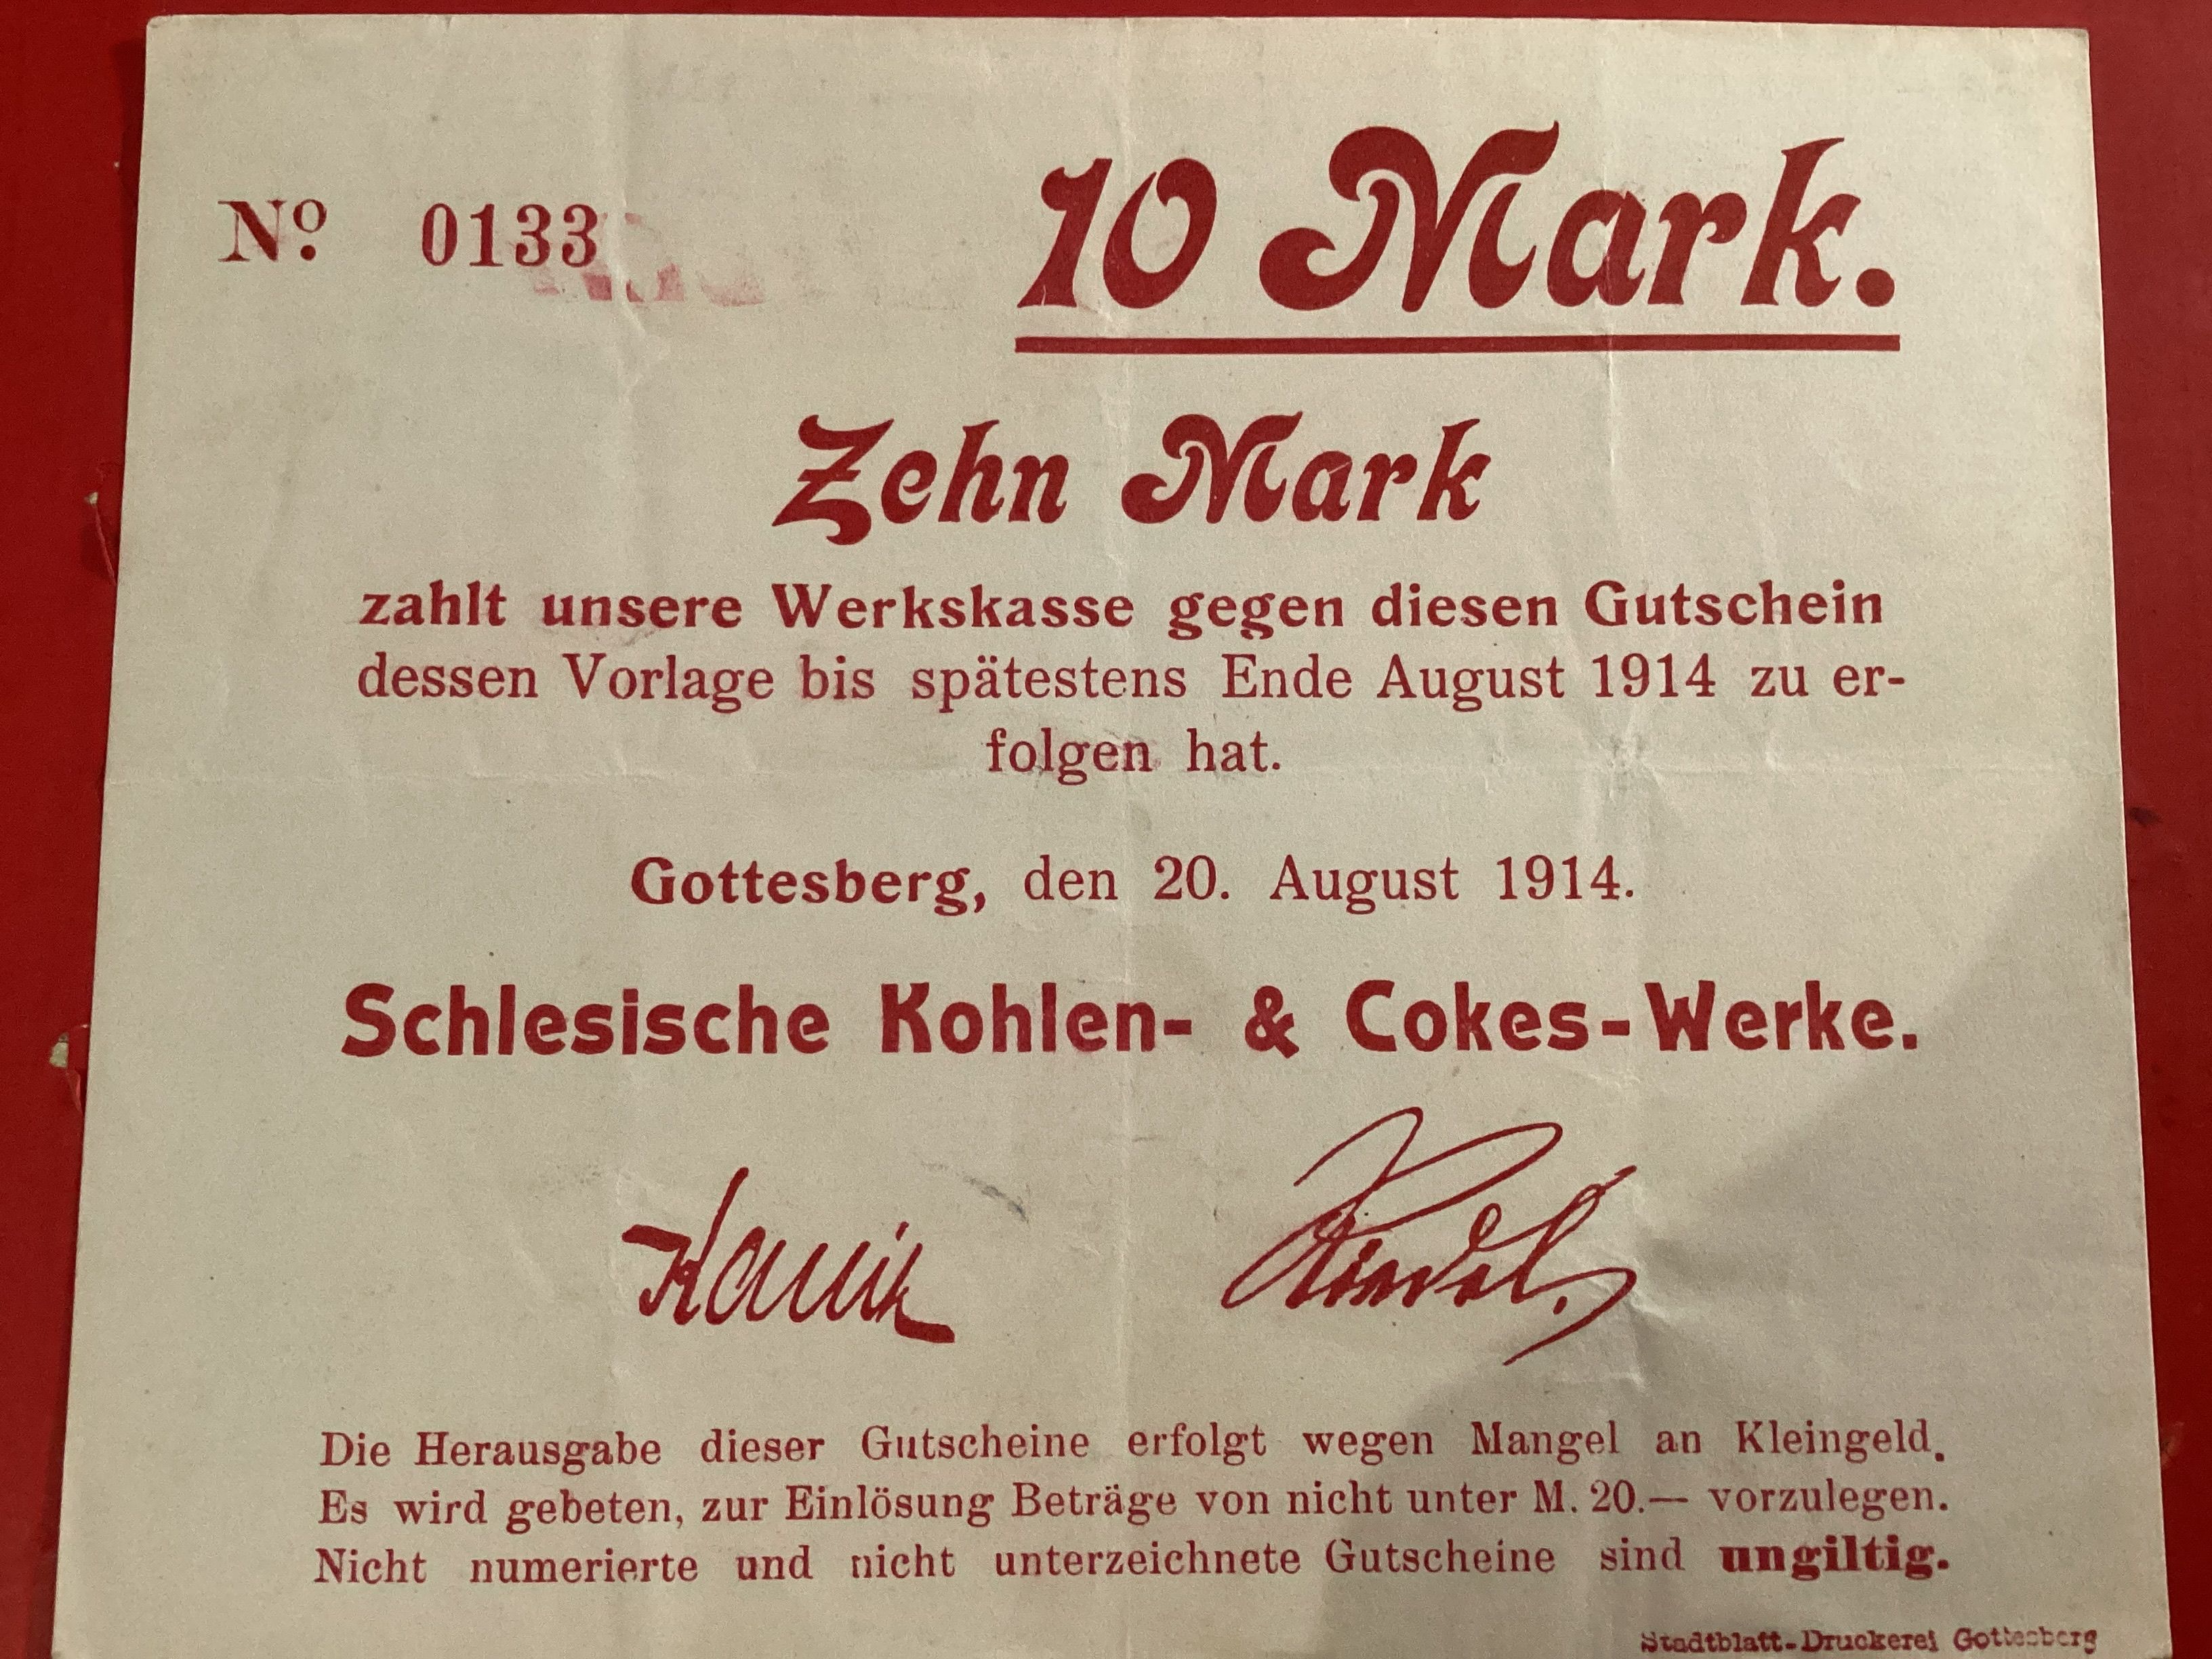 Nº. 0133
10 Mark.
Zehn Mark
zahlt unsere Werkskasse gegen diesen Gutschein
dessen Vorlage bis spätestens Ende August 1914 zu er-
folgen hat.
Gottesberg, den 20. August 1914.
Schlesische Kohlen- & Cokes-Werke.
Die Herausgabe dieser Gutscheine erfolgt wegen Mangel an Kleingeld.
Es wird gebeten, zur Einlösung Beträge von nicht unter M. 20.— vorzulegen.
Nicht numerierte und nicht unterzeichnete Gutscheine sind ungiltig.
Stadtblatt-Druckerei Gottesberg